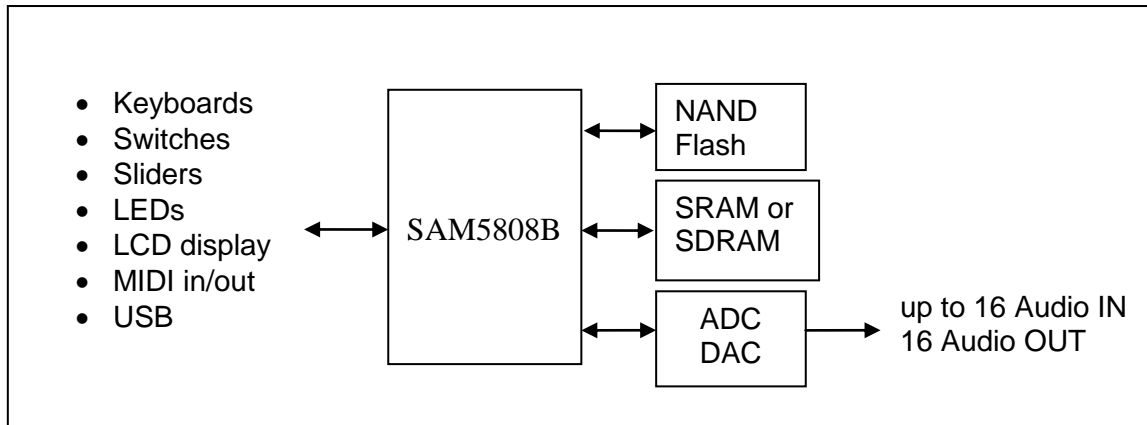 • Keyboards
• Switches
• Sliders
• LEDs
• LCD display
• MIDI in/out
• USB
SAM5808B
NAND
Flash
SRAM or
SDRAM
ADC
DAC
up to 16 Audio IN
16 Audio OUT